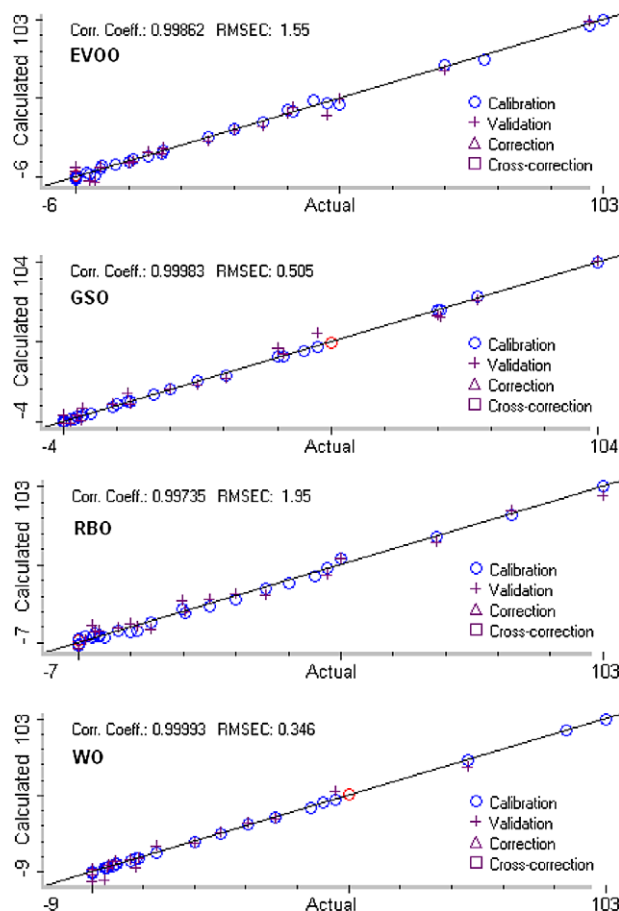 Corr. Coeff.: 0.99862 RMSEC: 1.55
EVOO
Calculated 103
-6
Calibration
Validation
Correction
Cross-correction
-6 Actual 103
Corr. Coeff.: 0.99983 RMSEC: 0.505
GSO
Calculated 104
-4
Calibration
Validation
Correction
Cross-correction
-4 Actual 104
Corr. Coeff.: 0.99735 RMSEC: 1.95
RBO
Calculated 103
-7
Calibration
Validation
Correction
Cross-correction
-7 Actual 103
Corr. Coeff.: 0.99993 RMSEC: 0.346
WO
Calculated 103
-9
Calibration
Validation
Correction
Cross-correction
-9 Actual 103